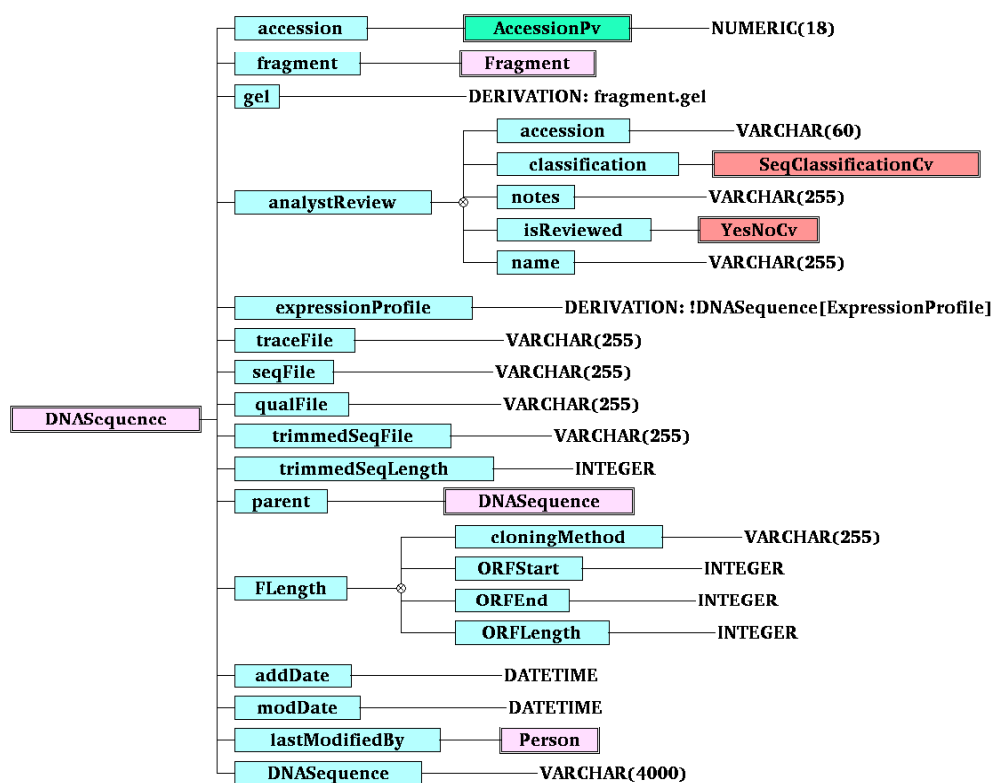 accession AccessionPv NUMERIC(18)
fragment Fragment
gel DERIVATION: fragment.gel
accession VARCHAR(60)
classification SeqClassificationCv
analystReview notes VARCHAR(255)
isReviewed YesNoCv
name VARCHAR(255)
expressionProfile DERIVATION: !DNASequence[ExpressionProfile]
traceFile VARCHAR(255)
seqFile VARCHAR(255)
qualFile VARCHAR(255)
DNASequence
trimmedSeqFile VARCHAR(255)
trimmedSeqLength INTEGER
parent DNASequence
cloningMethod VARCHAR(255)
ORFStart INTEGER
FLength
ORFEnd INTEGER
ORFLength INTEGER
addDate DATETIME
modDate DATETIME
lastModifiedBy Person
DNASequence VARCHAR(4000)